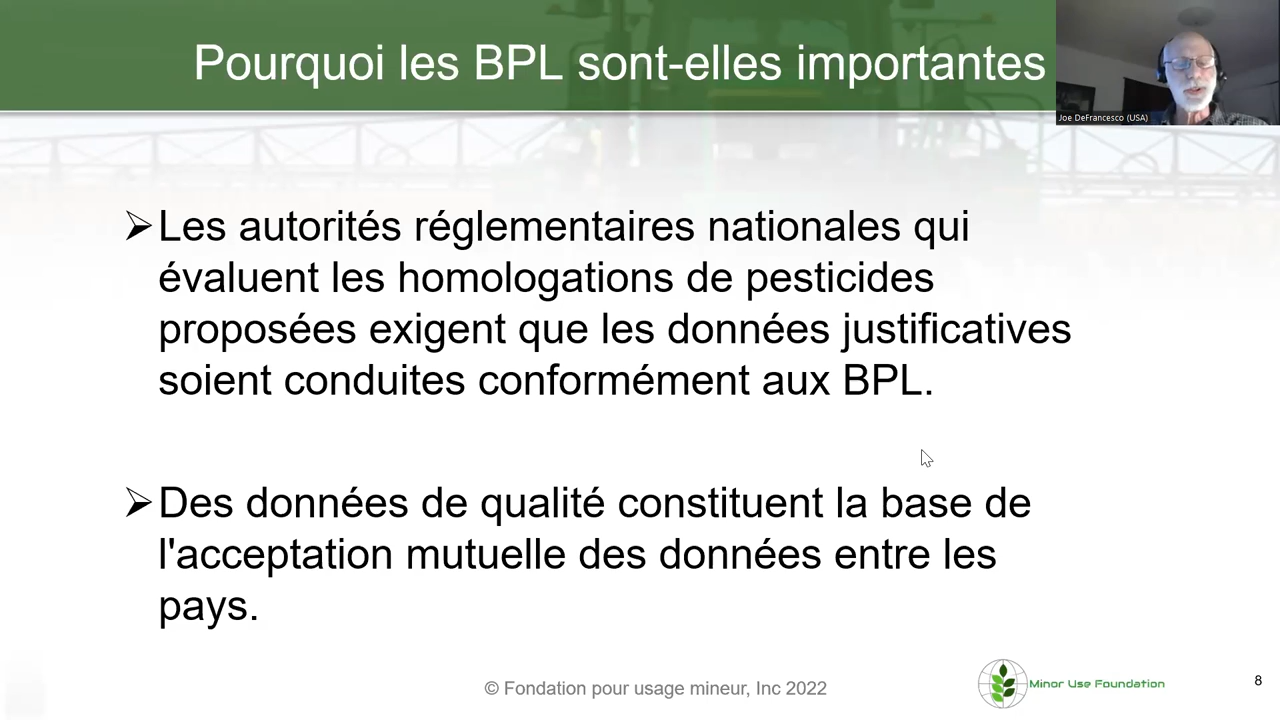 Pourquoi les BPL sont-elles importantes
Joe DeFrancesco (USA)
➢Les autorités réglementaires nationales qui
évaluent les homologations de pesticides
proposées exigent que les données justificatives
soient conduites conformément aux BPL.
➢Des données de qualité constituent la base de
l'acceptation mutuelle des données entre les
pays.
© Fondation pour usage mineur, Inc 2022
Minor Use Foundation
8